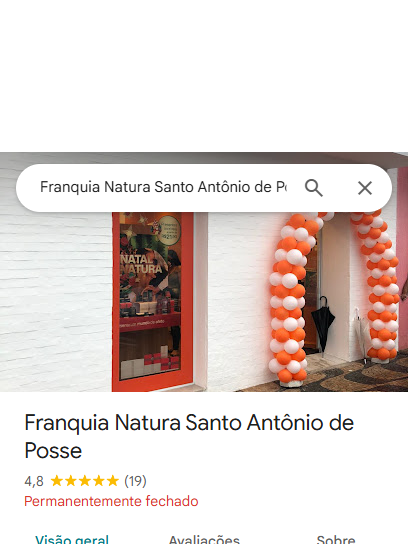 Franquia Natura Santo Antônio de Po
NATAL
NATURA
Franquia Natura Santo Antônio de
Posse
4,8 (19)
Permanentemente fechado
Visão geral Avaliações Sobre